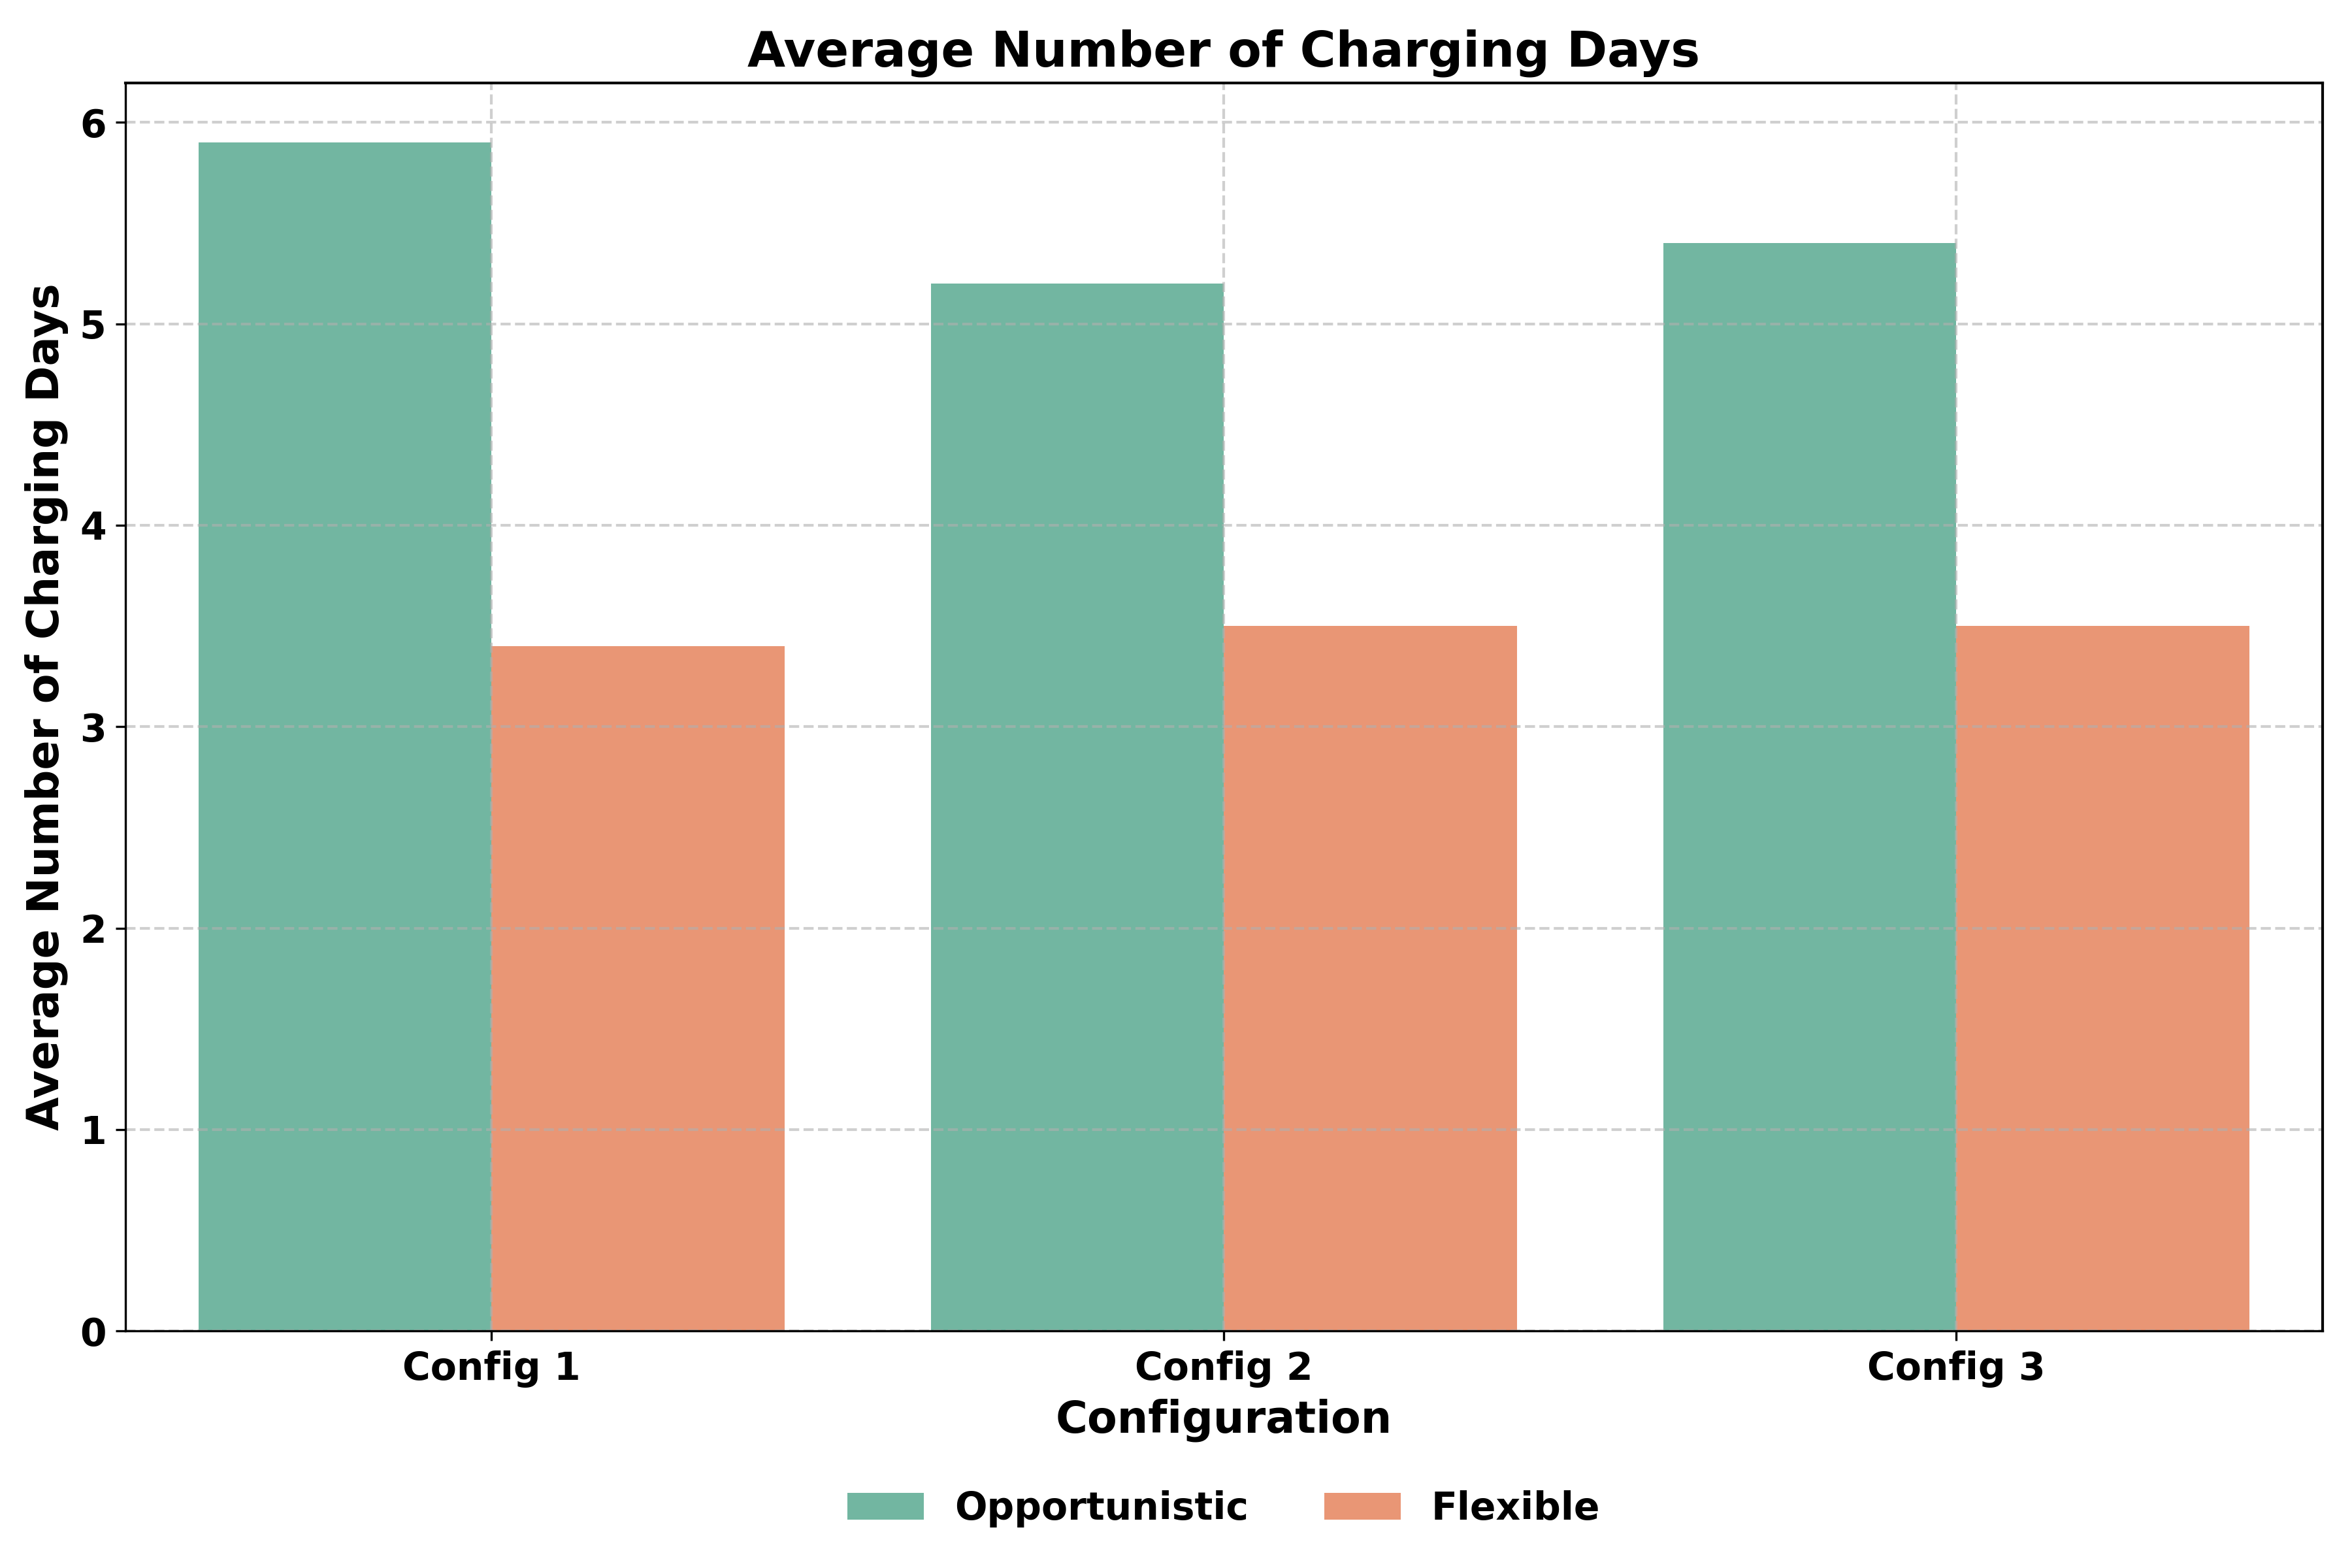 Average Number of Charging Days
Average Number of Charging Days
6
5
4
3
2
1
0
Config 1 Config 2 Config 3
Configuration
Opportunistic Flexible